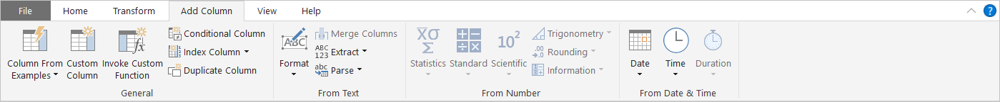 File Home Transform Add Column View Help ?
Column From Examples
Custom Column
Invoke Custom Function
fx
Conditional Column
Index Column
Duplicate Column
General
ABC
Format
Merge Columns
ABC 123 Extract
abc Parse
From Text
X̅σ Σ
Statistics
Standard
10²
Scientific
Trigonometry
.00 →.0 Rounding
Information
From Number
Date
Time
Duration
From Date & Time